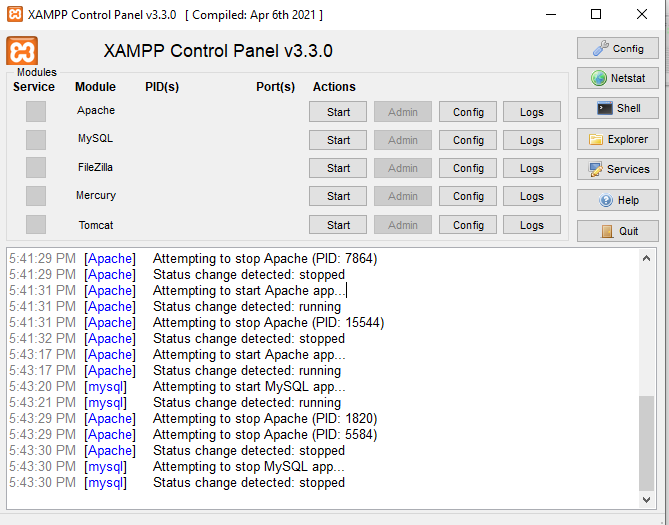 XAMPP Control Panel v3.3.0 [ Compiled: Apr 6th 2021 ]
XAMPP Control Panel v3.3.0
Config
Modules
Service Module PID(s) Port(s) Actions
Netstat
Apache Start Admin Config Logs
Shell
MySQL Start Admin Config Logs
Explorer
FileZilla Start Admin Config Logs
Services
Mercury Start Admin Config Logs
Help
Tomcat Start Admin Config Logs
Quit
5:41:29 PM [Apache] Attempting to stop Apache (PID: 7864)
5:41:29 PM [Apache] Status change detected: stopped
5:41:31 PM [Apache] Attempting to start Apache app...
5:41:31 PM [Apache] Status change detected: running
5:41:31 PM [Apache] Attempting to stop Apache (PID: 15544)
5:41:32 PM [Apache] Status change detected: stopped
5:43:17 PM [Apache] Attempting to start Apache app...
5:43:17 PM [Apache] Status change detected: running
5:43:20 PM [mysql] Attempting to start MySQL app...
5:43:21 PM [mysql] Status change detected: running
5:43:29 PM [Apache] Attempting to stop Apache (PID: 1820)
5:43:29 PM [Apache] Attempting to stop Apache (PID: 5584)
5:43:30 PM [Apache] Status change detected: stopped
5:43:30 PM [mysql] Attempting to stop MySQL app...
5:43:30 PM [mysql] Status change detected: stopped